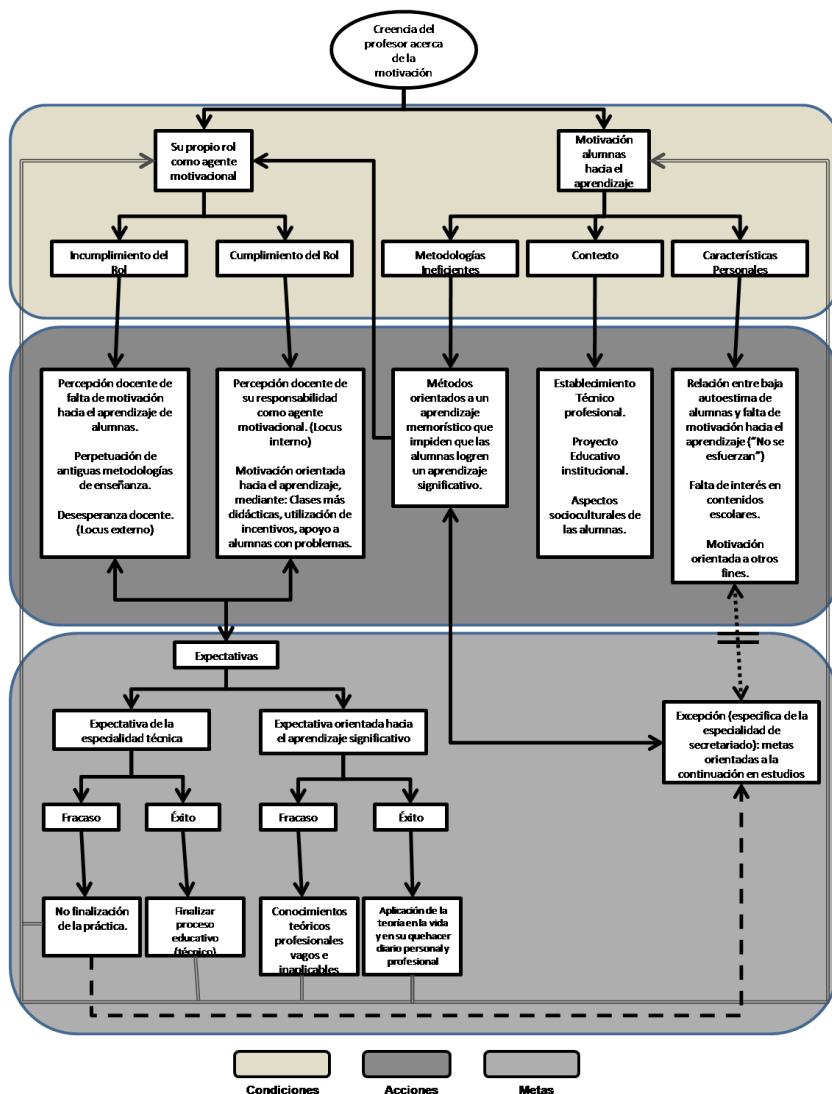 Creencia del
profesor acerca
de la
motivación
Su propio rol
como agente
motivacional
Motivación
alumnas
hacia el
aprendizaje
Incumplimiento del
Rol
Cumplimiento del Rol
Metodologías
Ineficientes
Contexto
Características
Personales
Percepción docente de
falta de motivación
hacia el aprendizaje de
alumnas.
Perpetuación de
antiguas metodologías
de enseñanza.
Desesperanza docente.
(Locus externo)
Percepción docente de
su responsabilidad
como agente
motivacional. (Locus
interno)
Motivación orientada
hacia el aprendizaje,
mediante: Clases más
didácticas, utilización de
incentivos, apoyo a
alumnas con problemas.
Métodos
orientados a un
aprendizaje
memorístico que
impiden que las
alumnas logren
un aprendizaje
significativo.
Establecimiento
Técnico
profesional.
Proyecto
Educativo
institucional.
Aspectos
socioculturales de
las alumnas.
Relación entre baja
autoestima de
alumnas y falta de
motivación hacia el
aprendizaje ("No se
esfuerzan")
Falta de interés en
contenidos
escolares.
Motivación
orientada a otros
fines.
Expectativas
Expectativa de la
especialidad técnica
Expectativa orientada hacia
el aprendizaje significativo
Excepción (especifica de la
especialidad de
secretariado): metas
orientadas a la
continuación en estudios
Fracaso
Éxito
Fracaso
Éxito
No finalización
de la práctica.
Finalizar
proceso
educativo
(técnico)
Conocimientos
teóricos
profesionales
vagos e
inaplicables
Aplicación de la
teoría en la vida
y en su quehacer
diario personal y
profesional
Condiciones
Acciones
Metas